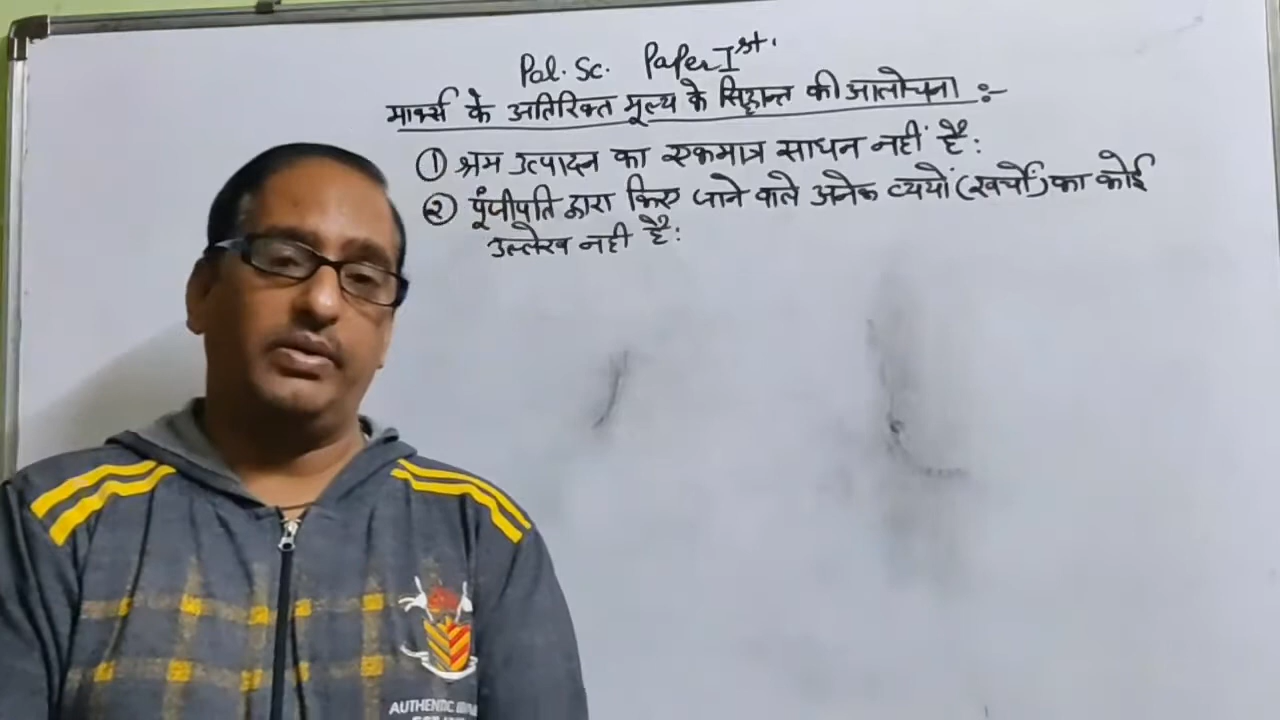 Pol. Sc. Paper Ist.
मार्क्स के अतिरिक्त मूल्य के सिद्धान्त की आलोचना :-
① श्रम उत्पादन का एकमात्र साधन नहीं है:
② पूंजीपति द्वारा किए जाने वाले अनेक व्ययों (खर्चों) का कोई
उल्लेख नही है:
AUTHENTIC